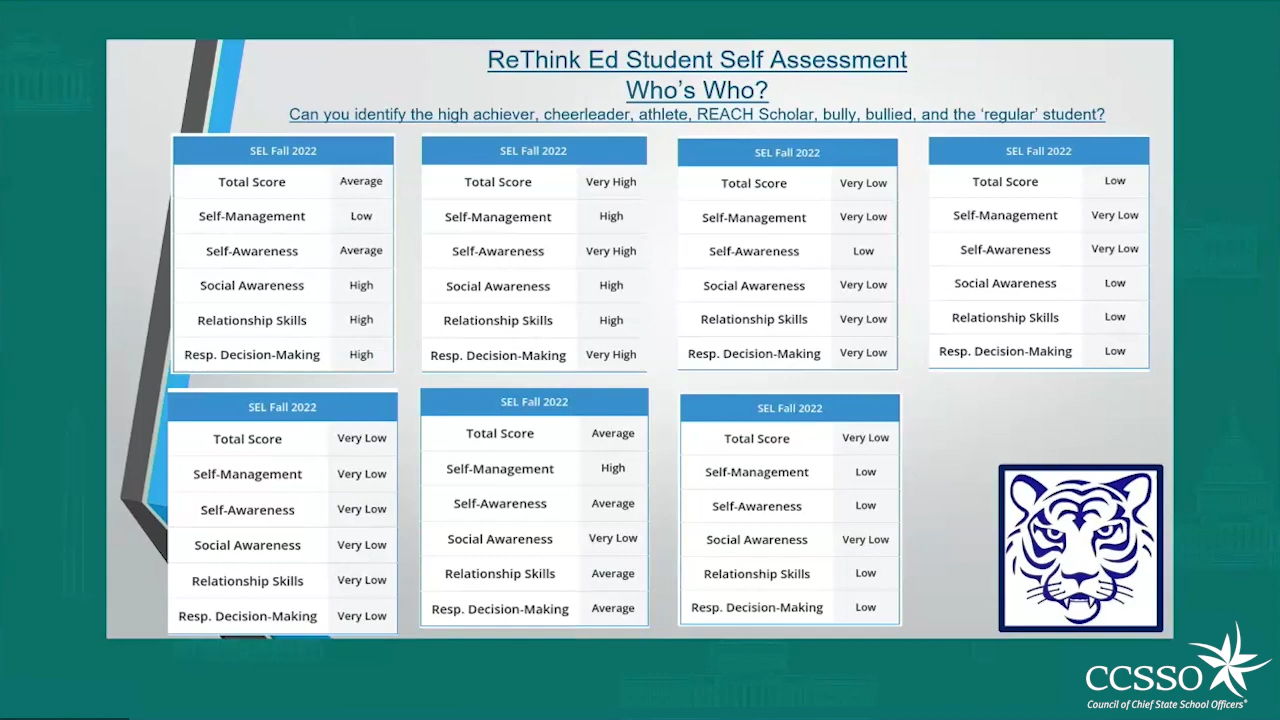 ReThink Ed Student Self Assessment
Who's Who?
Can you identify the high achiever, cheerleader, athlete, REACH Scholar, bully, bullied, and the 'regular' student?
SEL Fall 2022
Total Score Average
Self-Management Low
Self-Awareness Average
Social Awareness High
Relationship Skills High
Resp. Decision-Making High
SEL Fall 2022
Total Score Very High
Self-Management High
Self-Awareness Very High
Social Awareness High
Relationship Skills High
Resp. Decision-Making Very High
SEL Fall 2022
Total Score Very Low
Self-Management Very Low
Self-Awareness Low
Social Awareness Very Low
Relationship Skills Very Low
Resp. Decision-Making Very Low
SEL Fall 2022
Total Score Low
Self-Management Very Low
Self-Awareness Very Low
Social Awareness Low
Relationship Skills Low
Resp. Decision-Making Low
SEL Fall 2022
Total Score Very Low
Self-Management Very Low
Self-Awareness Very Low
Social Awareness Very Low
Relationship Skills Very Low
Resp. Decision-Making Very Low
SEL Fall 2022
Total Score Average
Self-Management High
Self-Awareness Average
Social Awareness Very Low
Relationship Skills Average
Resp. Decision-Making Average
SEL Fall 2022
Total Score Very Low
Self-Management Low
Self-Awareness Low
Social Awareness Very Low
Relationship Skills Low
Resp. Decision-Making Low
CCSSO
Council of Chief State School Officers®